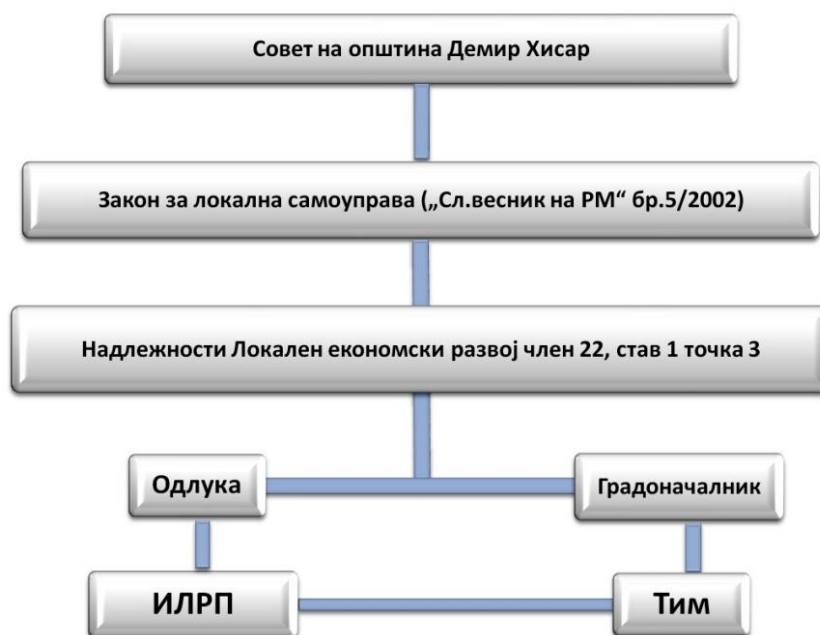 Совет на општина Демир Хисар
Закон за локална самоуправа („Сл.весник на РМ“ бр.5/2002)
Надлежности Локален економски развој член 22, став 1 точка 3
Одлука
Градоначалник
ИЛРП
Тим